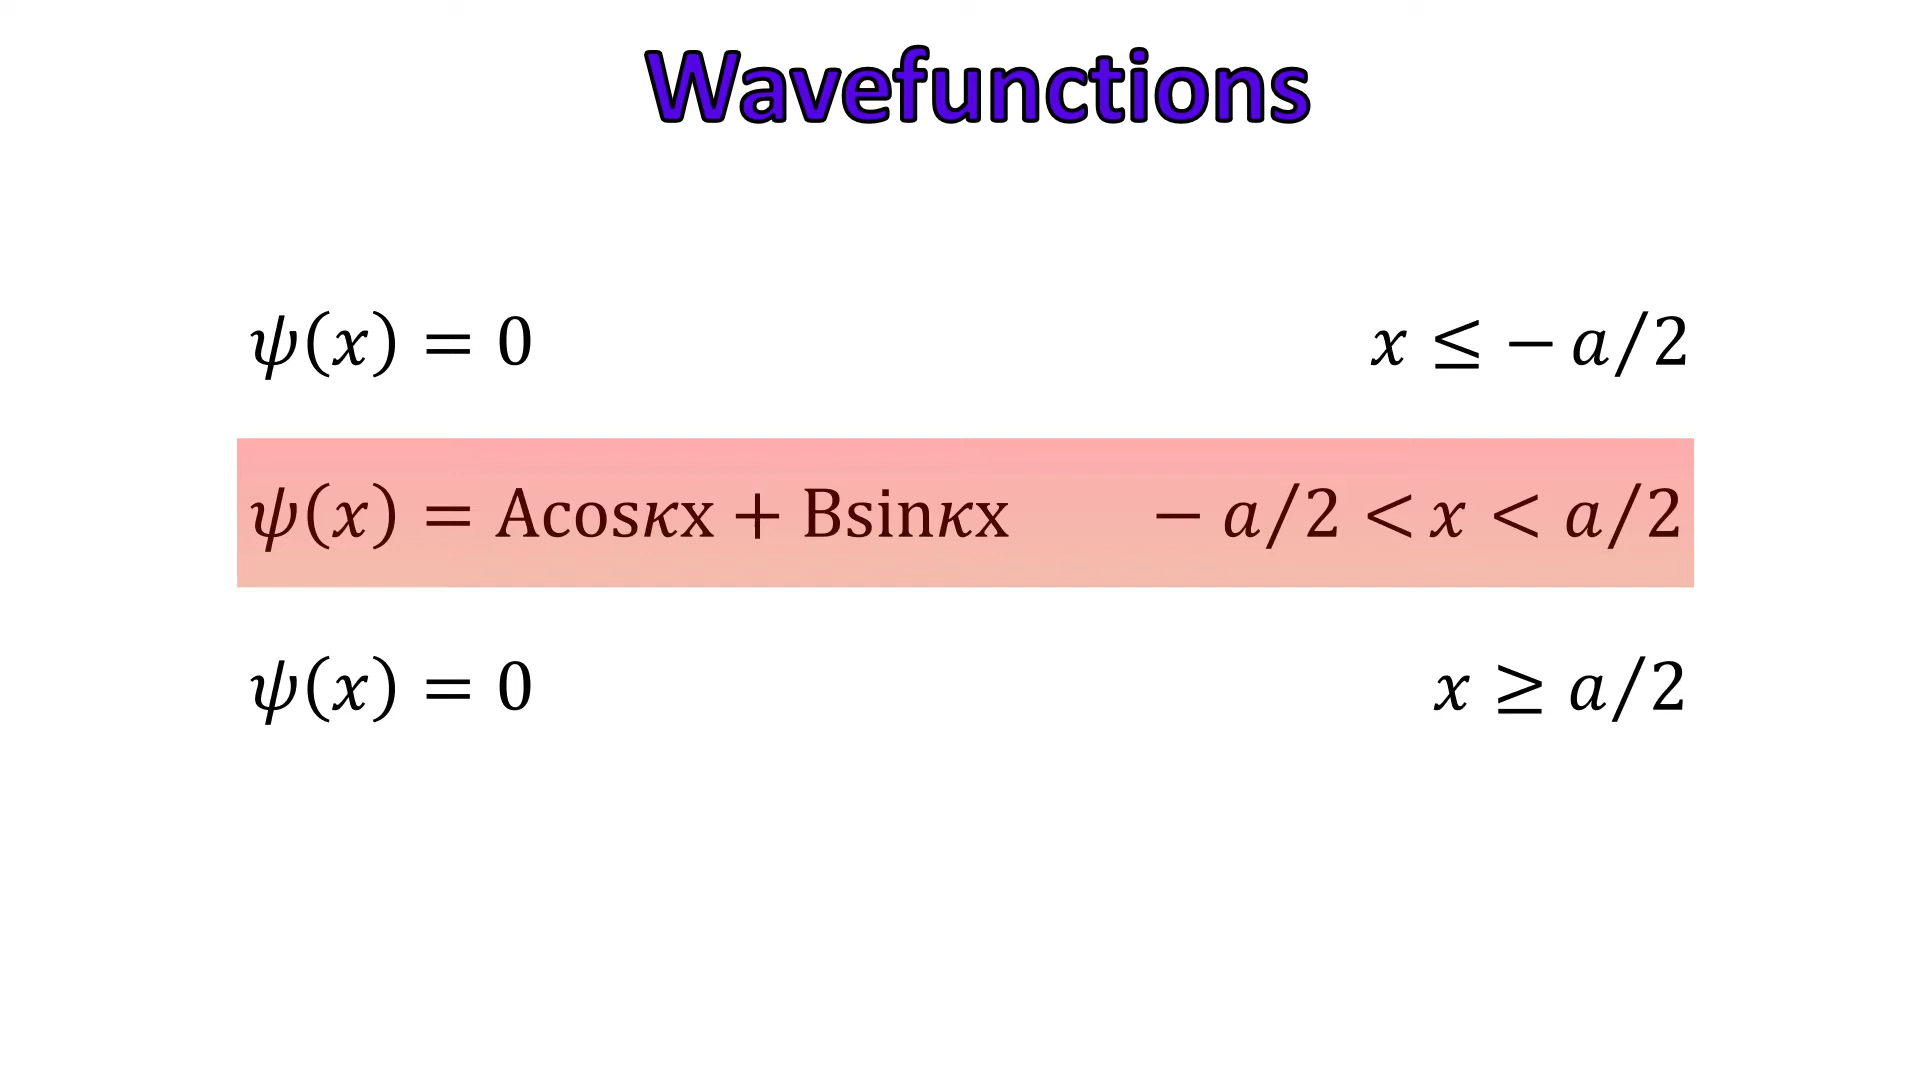 Wavefunctions
𝜓(𝑥) = 0 𝑥 ≤ − 𝑎/2
𝜓(𝑥) = Acos𝜅x + Bsin𝜅x − 𝑎/2 < 𝑥 < 𝑎/2
𝜓(𝑥) = 0 𝑥 ≥ 𝑎/2